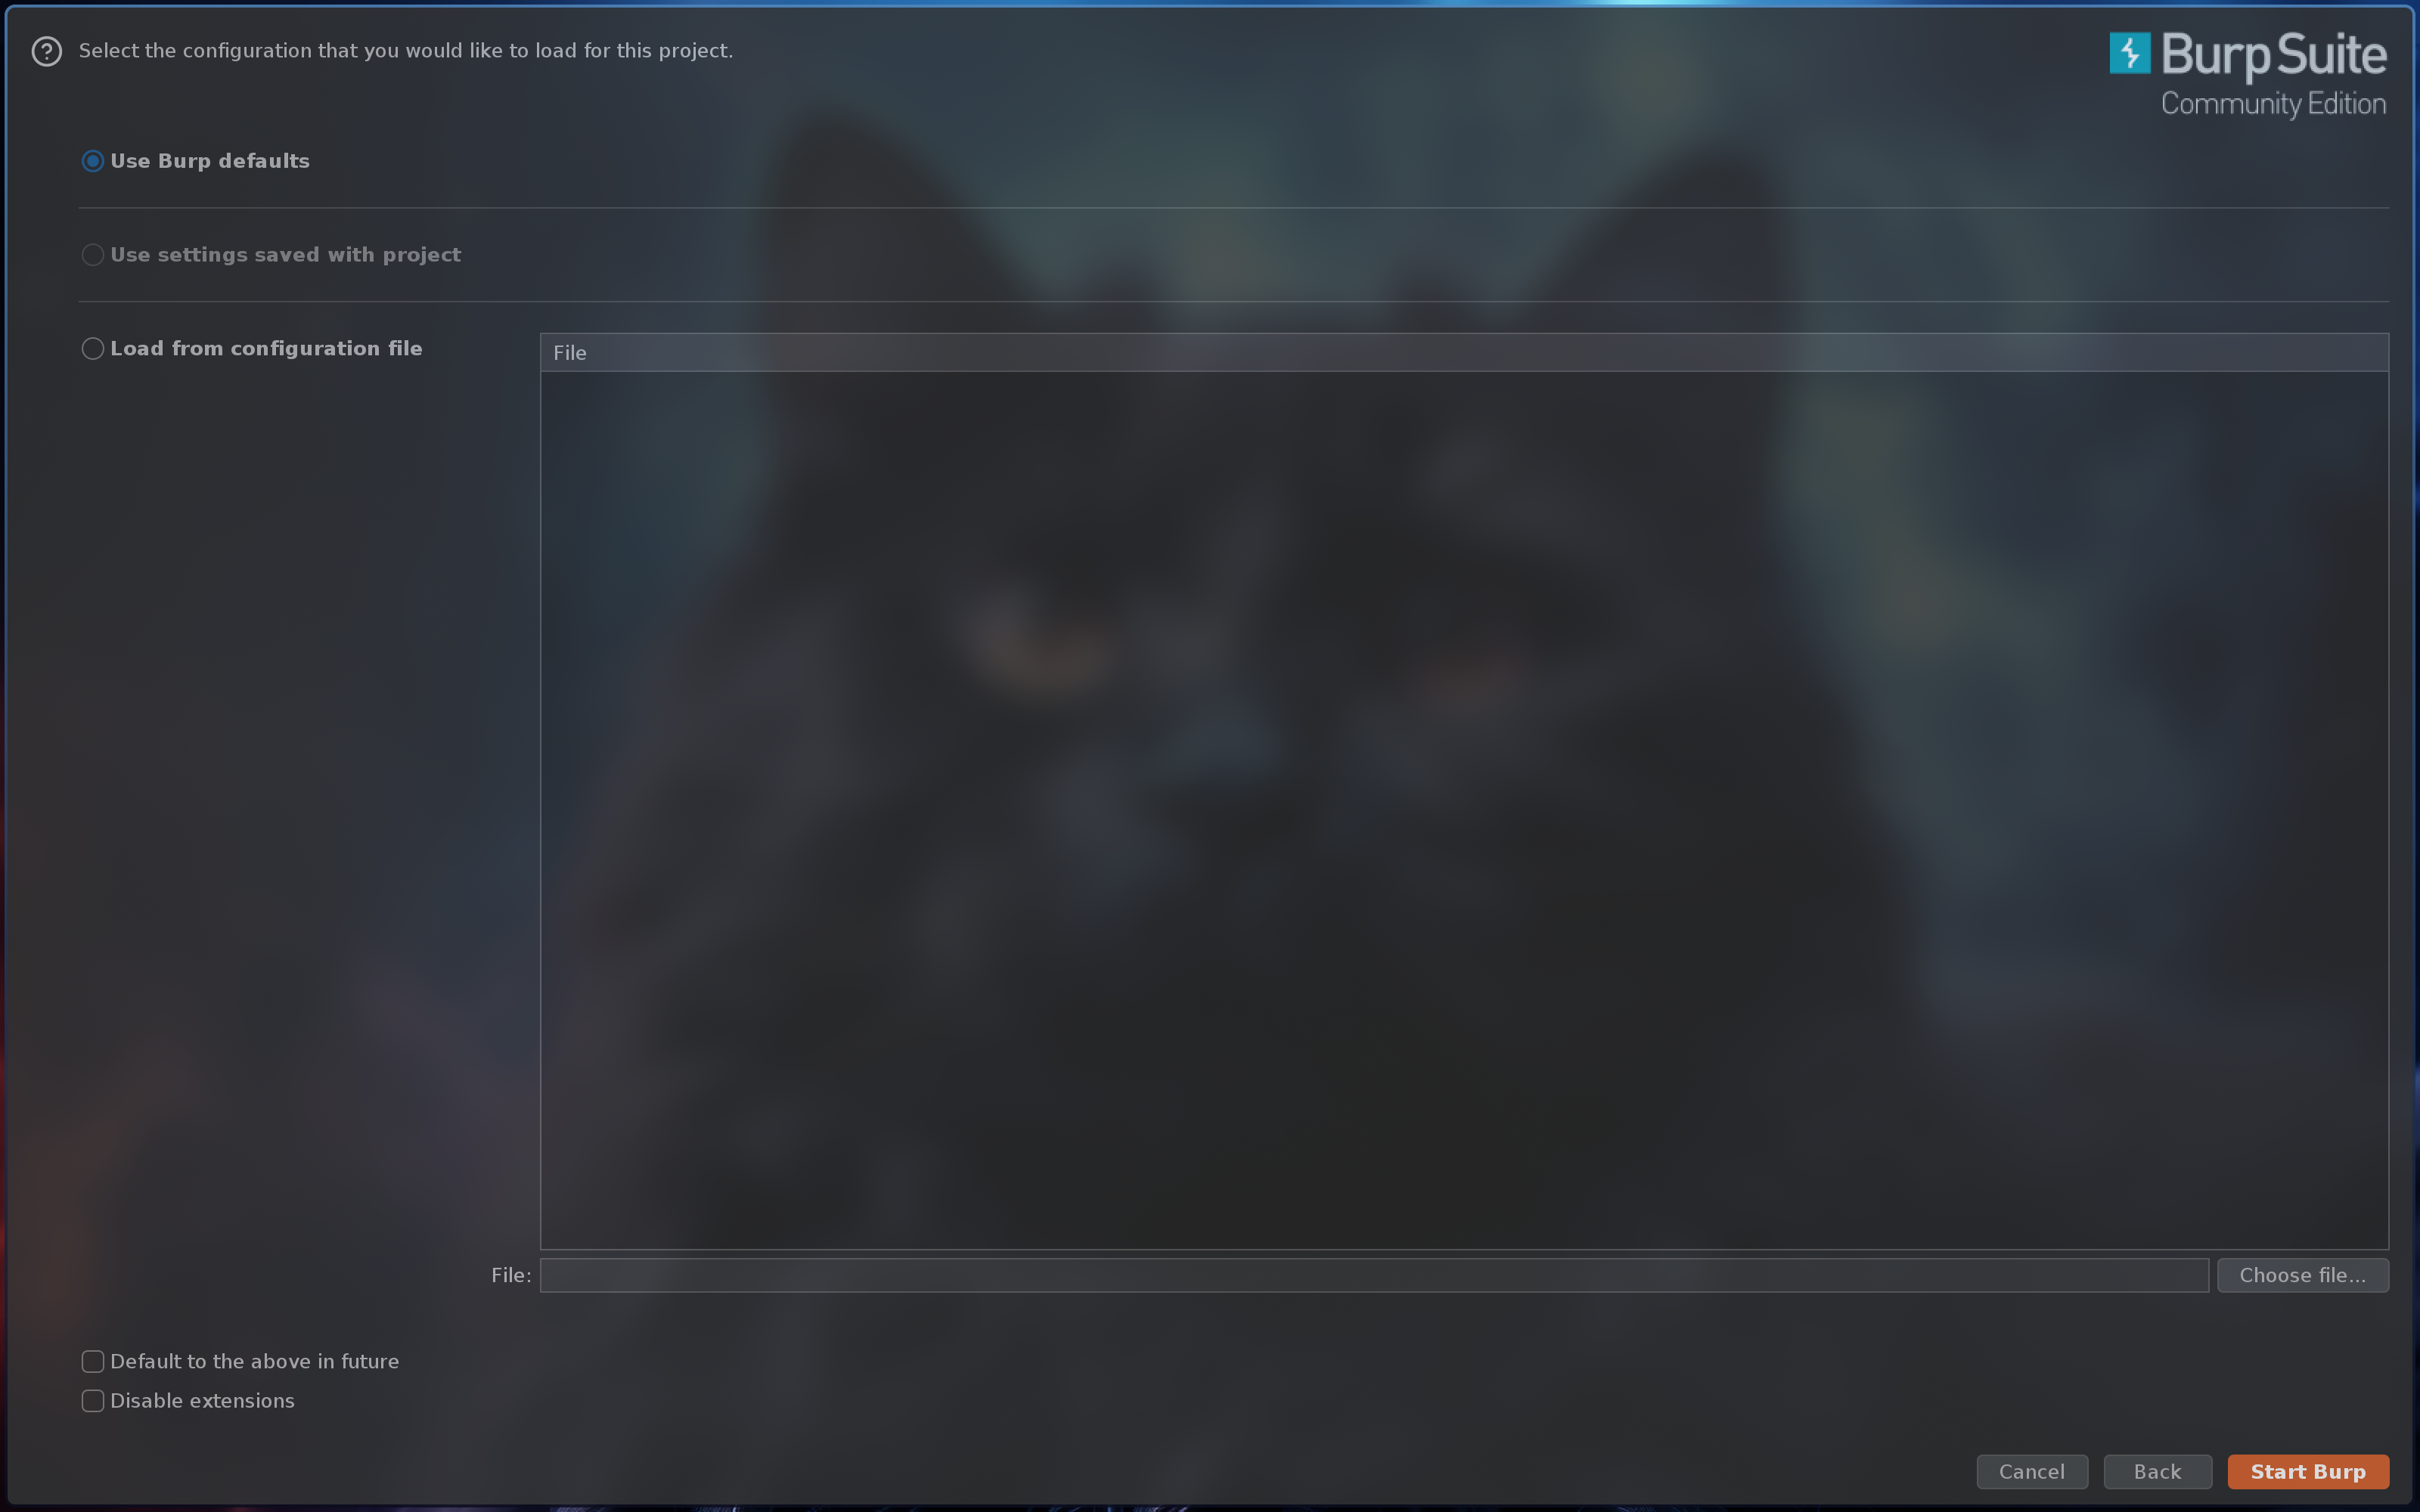 Select the configuration that you would like to load for this project.
Burp Suite
Community Edition
Use Burp defaults
Use settings saved with project
Load from configuration file
File
File:
Choose file...
Default to the above in future
Disable extensions
Cancel
Back
Start Burp